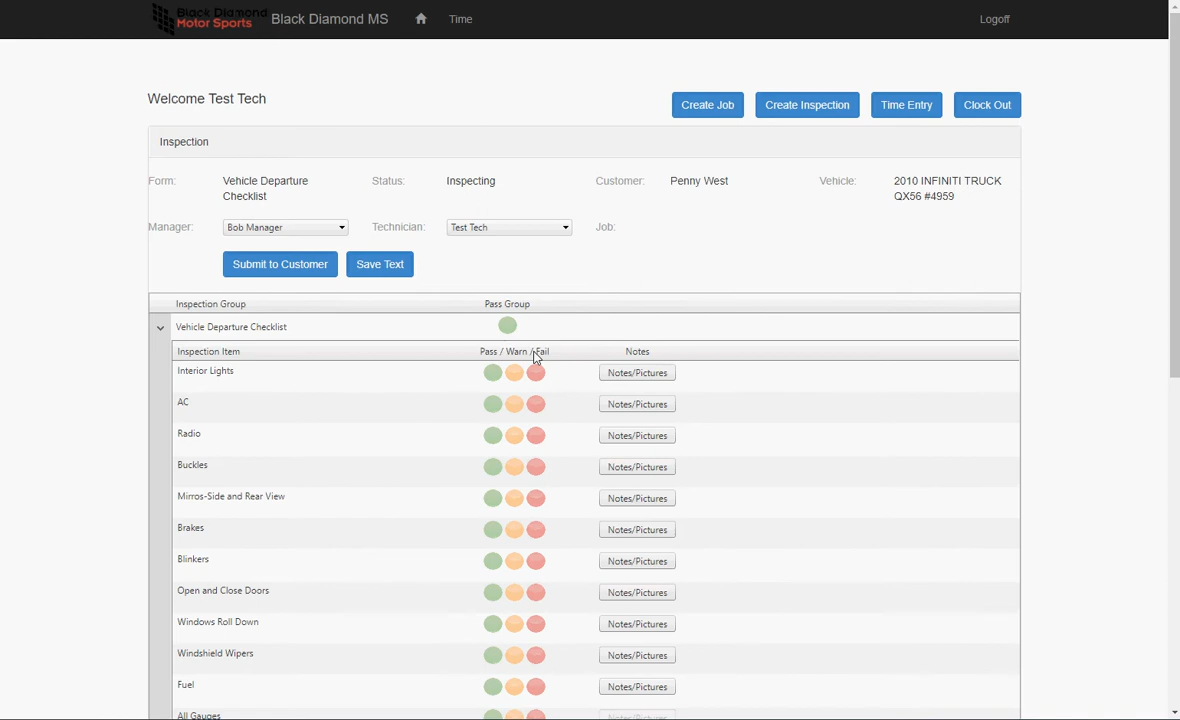 Black Diamond
Motor Sports
Black Diamond MS
Time
Logoff
Welcome Test Tech
Create Job
Create Inspection
Time Entry
Clock Out
Inspection
Form:
Vehicle Departure
Checklist
Status:
Inspecting
Customer:
Penny West
Vehicle:
2010 INFINITI TRUCK
QX56 #4959
Manager:
Bob Manager
Technician:
Test Tech
Job:
Submit to Customer
Save Text
Inspection Group
Pass Group
Vehicle Departure Checklist
Inspection Item
Pass / Warn / Fail
Notes
Interior Lights
Notes/Pictures
AC
Notes/Pictures
Radio
Notes/Pictures
Buckles
Notes/Pictures
Mirros-Side and Rear View
Notes/Pictures
Brakes
Notes/Pictures
Blinkers
Notes/Pictures
Open and Close Doors
Notes/Pictures
Windows Roll Down
Notes/Pictures
Windshield Wipers
Notes/Pictures
Fuel
Notes/Pictures
All Gauges
Notes/Pictures